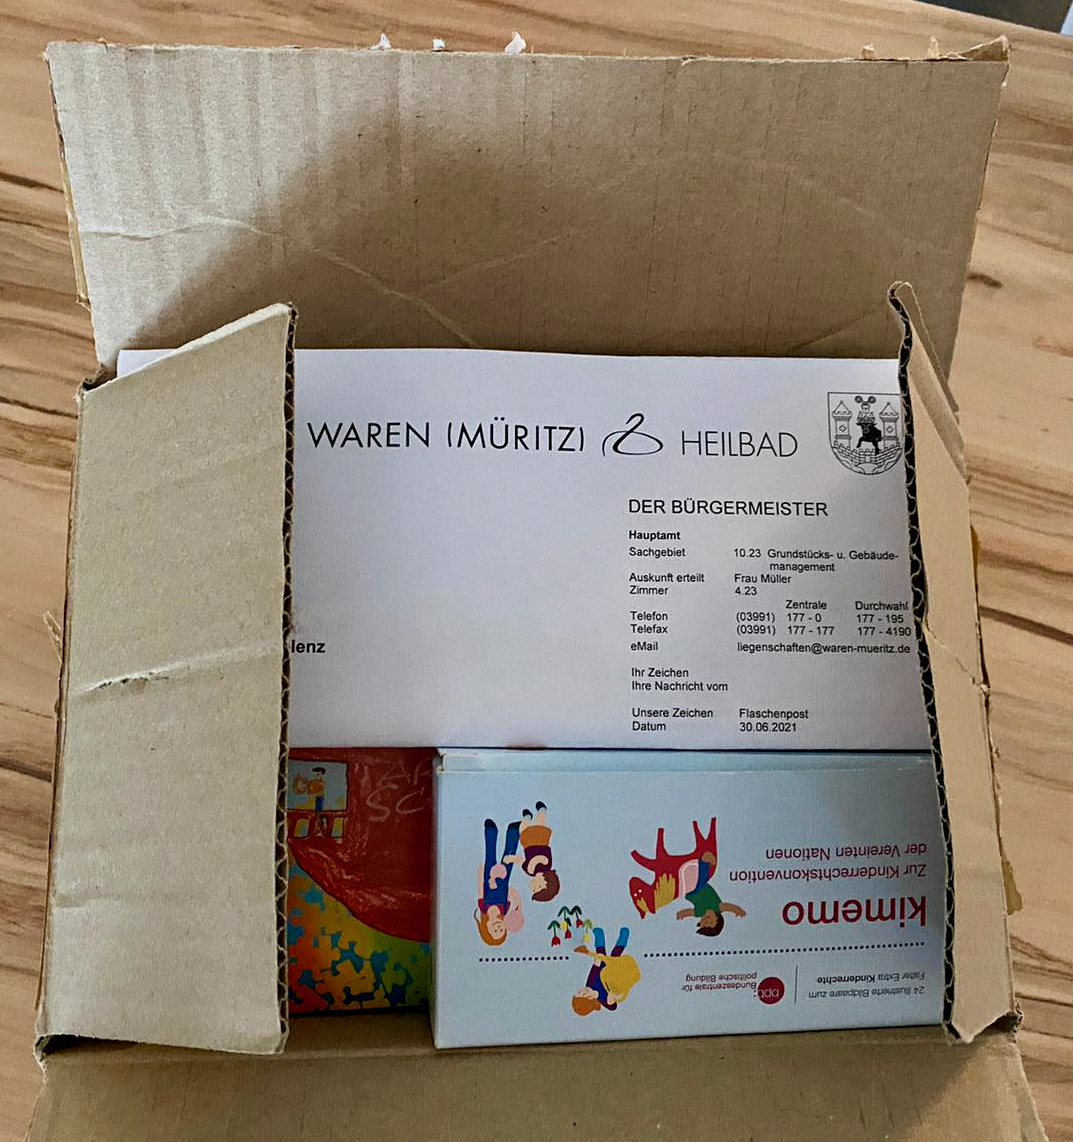 WAREN (MÜRITZ) HEILBAD
DER BÜRGERMEISTER
Hauptamt
Sachgebiet 10.23 Grundstücks- u. Gebäude-
management
Auskunft erteilt Frau Müller
Zimmer 4.23
Zentrale Durchwahl
Telefon (03991) 177 - 0 177 - 195
Telefax (03991) 177 - 177 177 - 4190
eMail liegenschaften@waren-mueritz.de
lenz
Ihr Zeichen
Ihre Nachricht vom
Unsere Zeichen Flaschenpost
Datum 30.06.2021
24 illustrierte Bildpaare zum
Falter Extra Kinderrechte
bpb:
Bundeszentrale für
politische Bildung
kimemo
Zur Kinderrechtskonvention
der Vereinten Nationen